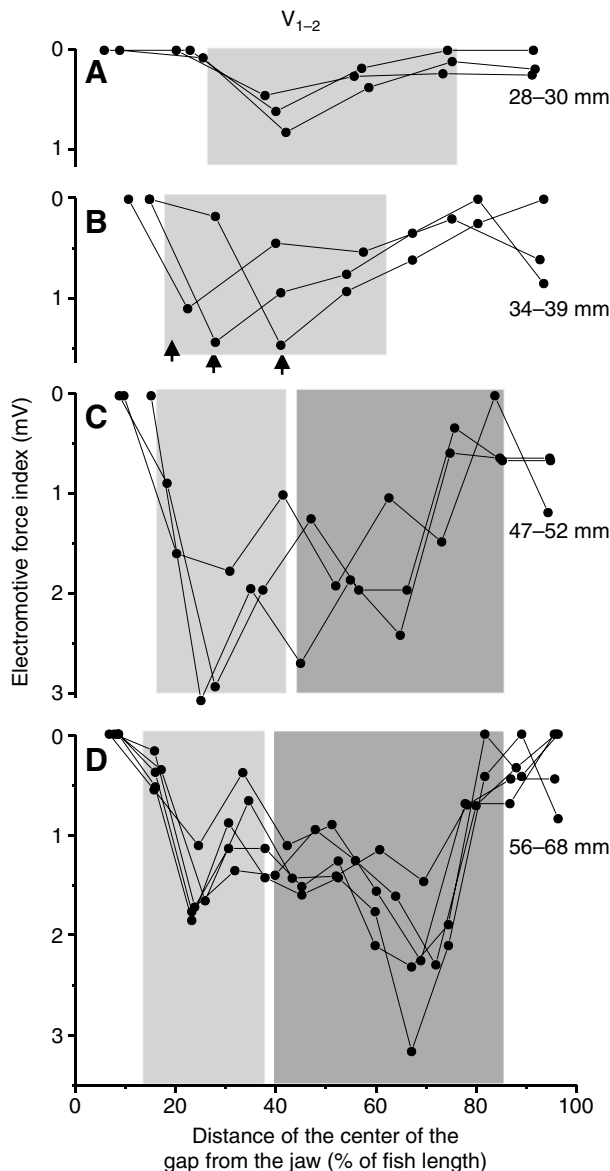 V1–2
0
A
1
28–30 mm
0
B
1
34–39 mm
0
C
1
2
3
47–52 mm
0
D
1
2
3
56–68 mm
Electromotive force index (mV)
0 20 40 60 80 100
Distance of the center of the
gap from the jaw (% of fish length)